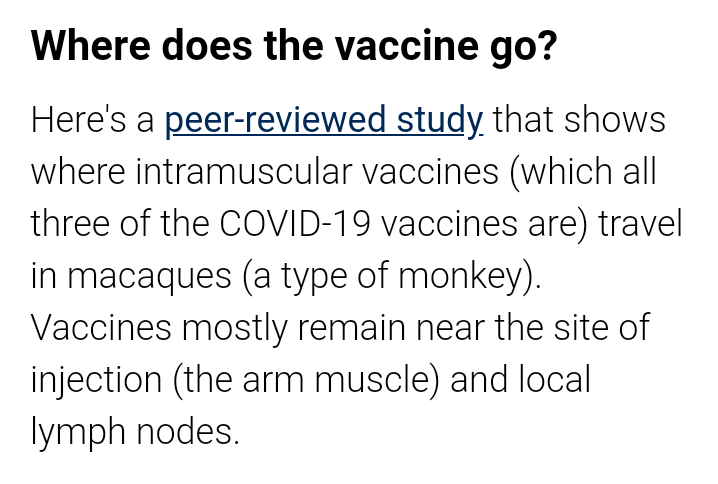 Where does the vaccine go?
Here's a peer-reviewed study that shows
where intramuscular vaccines (which all
three of the COVID-19 vaccines are) travel
in macaques (a type of monkey).
Vaccines mostly remain near the site of
injection (the arm muscle) and local
lymph nodes.